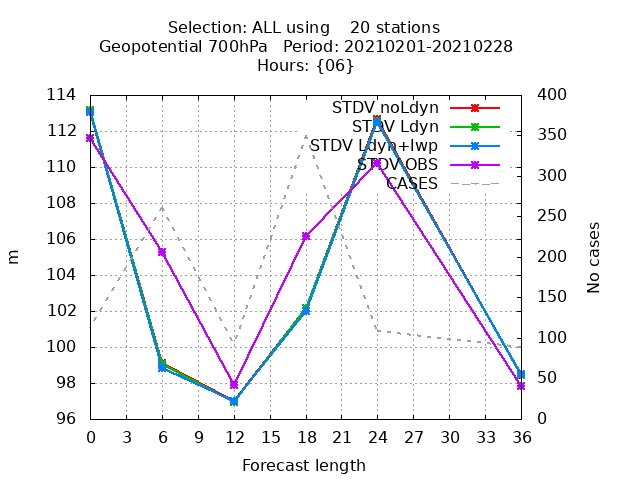 Selection: ALL using    20 stations
Geopotential 700hPa   Period: 20210201-20210228
Hours: {06}
114
112
110
108
106
104
102
100
98
96
m
400
350
300
250
200
150
100
50
0
No cases
STDV noLdyn
STDV Ldyn
STDV Ldyn+lwp
STDV OBS
CASES
0 3 6 9 12 15 18 21 24 27 30 33 36
Forecast length